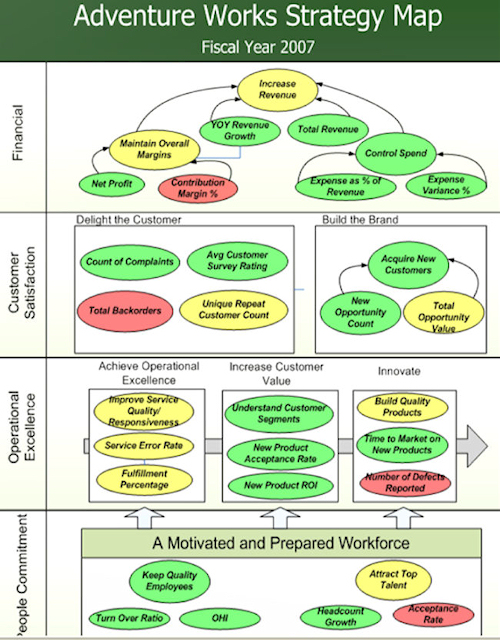 Adventure Works Strategy Map
Fiscal Year 2007
Financial
Increase
Revenue
YOY Revenue
Growth
Total Revenue
Maintain Overall
Margins
Control Spend
Net Profit
Contribution
Margin %
Expense as % of
Revenue
Expense
Variance %
Customer
Satisfaction
Delight the Customer
Build the Brand
Count of Complaints
Avg Customer
Survey Rating
Total Backorders
Unique Repeat
Customer Count
Acquire New
Customers
New
Opportunity
Count
Total
Opportunity
Value
Operational
Excellence
Achieve Operational
Excellence
Increase Customer
Value
Innovate
Improve Service
Quality/
Responsiveness
Service Error Rate
Fulfillment
Percentage
Understand Customer
Segments
New Product
Acceptance Rate
New Product ROI
Build Quality
Products
Time to Market on
New Products
Number of Defects
Reported
People Commitment
A Motivated and Prepared Workforce
Keep Quality
Employees
Attract Top
Talent
Turn Over Ratio
OHI
Headcount
Growth
Acceptance
Rate